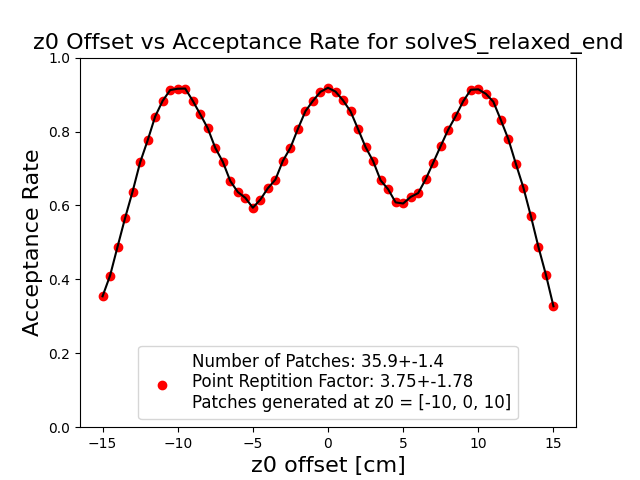 z0 Offset vs Acceptance Rate for solveS_relaxed_end
1.0
0.8
0.6
0.4
0.2
0.0
Acceptance Rate
Number of Patches: 35.9+-1.4
Point Reptition Factor: 3.75+-1.78
Patches generated at z0 = [-10, 0, 10]
−15
−10
−5
0
5
10
15
z0 offset [cm]